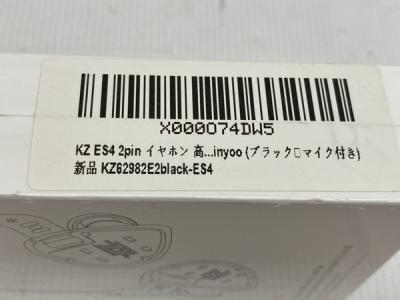 X000O74DW5
KZ ES4 2pin イヤホン 高...inyoo (ブラック▯マイク付き)
新品 KZ62982E2black-ES4